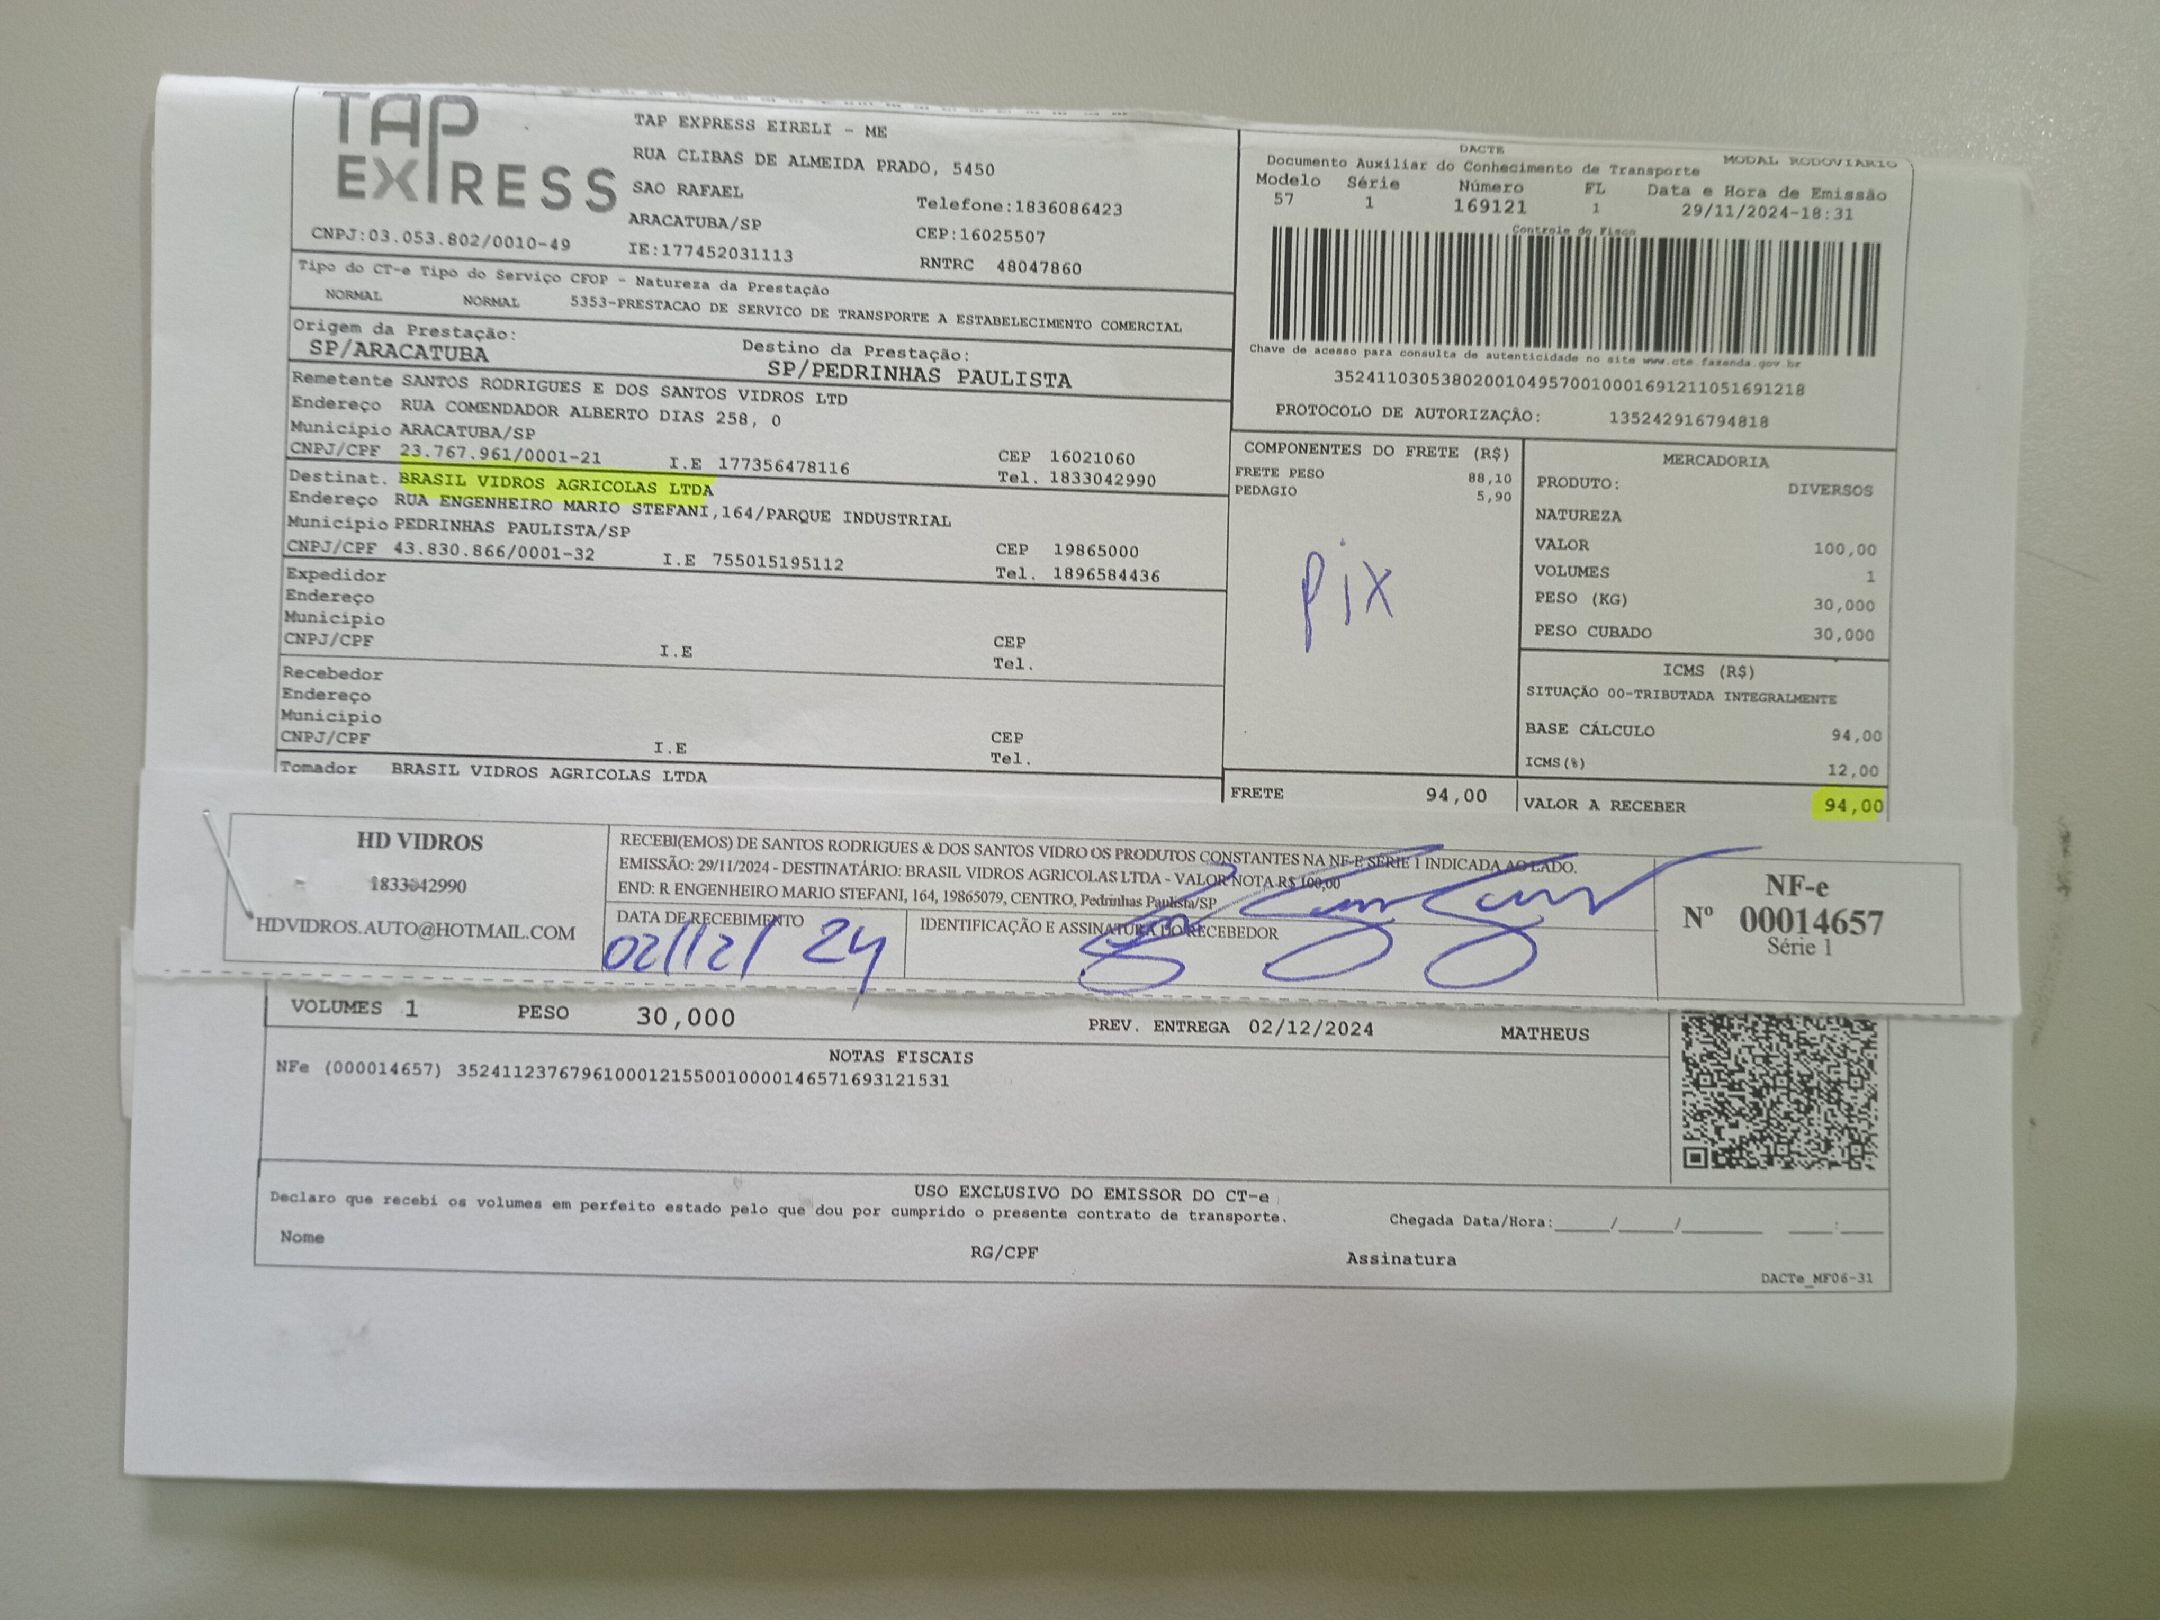 TAP EXPRESS
TAP EXPRESS EIRELI - ME
RUA CLIBAS DE ALMEIDA PRADO, 5450
SAO RAFAEL
ARACATUBA/SP
Telefone:1836086423
CEP:16025507
CNPJ:03.053.802/0010-49
IE:177452031113
RNTRC 48047860
DACTE
MODAL RODOVIARIO
Documento Auxiliar do Conhecimento de Transporte
Modelo Série Número FL Data e Hora de Emissão
57 1 169121 1 29/11/2024-18:31
Controle do Fisco
Chave de acesso para consulta de autenticidade no site www.cte.fazenda.gov.br
35241103053802001049570010001691211051691218
PROTOCOLO DE AUTORIZAÇÃO: 135242916794818
Tipo do CT-e Tipo do Serviço CFOP - Natureza da Prestação
NORMAL NORMAL 5353-PRESTACAO DE SERVICO DE TRANSPORTE A ESTABELECIMENTO COMERCIAL
Origem da Prestação: Destino da Prestação:
SP/ARACATUBA SP/PEDRINHAS PAULISTA
Remetente SANTOS RODRIGUES E DOS SANTOS VIDROS LTD
Endereço RUA COMENDADOR ALBERTO DIAS 258, 0
Município ARACATUBA/SP CEP 16021060
CNPJ/CPF 23.767.961/0001-21 I.E 177356478116 Tel. 1833042990
Destinat. BRASIL VIDROS AGRICOLAS LTDA
Endereço RUA ENGENHEIRO MARIO STEFANI,164/PARQUE INDUSTRIAL
Município PEDRINHAS PAULISTA/SP CEP 19865000
CNPJ/CPF 43.830.866/0001-32 I.E 755015195112 Tel. 1896584436
Expedidor
Endereço
Município CEP
CNPJ/CPF I.E Tel.
Recebedor
Endereço
Município CEP
CNPJ/CPF I.E Tel.
Tomador BRASIL VIDROS AGRICOLAS LTDA
COMPONENTES DO FRETE (R$)
FRETE PESO 88,10
PEDAGIO 5,90
Pix
FRETE 94,00
MERCADORIA
PRODUTO: DIVERSOS
NATUREZA
VALOR 100,00
VOLUMES 1
PESO (KG) 30,000
PESO CUBADO 30,000
ICMS (R$)
SITUAÇÃO 00-TRIBUTADA INTEGRALMENTE
BASE CÁLCULO 94,00
ICMS(%) 12,00
VALOR A RECEBER 94,00
HD VIDROS
1833042990
HDVIDROS.AUTO@HOTMAIL.COM
RECEBI(EMOS) DE SANTOS RODRIGUES & DOS SANTOS VIDRO OS PRODUTOS CONSTANTES NA NF-E SÉRIE 1 INDICADA AO LADO.
EMISSÃO: 29/11/2024 - DESTINATÁRIO: BRASIL VIDROS AGRICOLAS LTDA - VALOR NOTA R$ 100,00
END: R ENGENHEIRO MARIO STEFANI, 164, 19865079, CENTRO, Pedrinhas Paulista/SP
DATA DE RECEBIMENTO
02/12/24
IDENTIFICAÇÃO E ASSINATURA DO RECEBEDOR
NF-e
Nº 00014657
Série 1
VOLUMES 1 PESO 30,000 PREV. ENTREGA 02/12/2024 MATHEUS
NOTAS FISCAIS
NFe (000014657) 35241123767961000121550010000146571693121531
USO EXCLUSIVO DO EMISSOR DO CT-e
Declaro que recebi os volumes em perfeito estado pelo que dou por cumprido o presente contrato de transporte.
Chegada Data/Hora:_____/_____/_______ ____:____
Nome RG/CPF Assinatura
DACTe_MF06-31